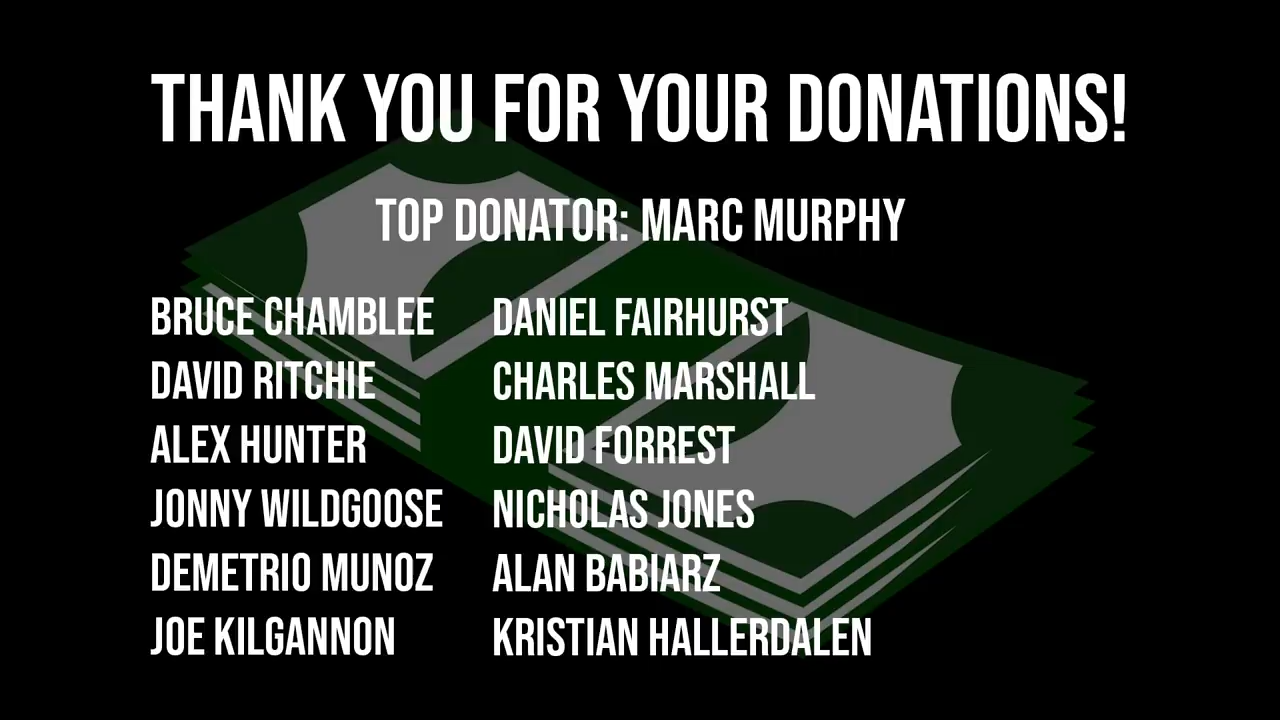 THANK YOU FOR YOUR DONATIONS!
TOP DONATOR: MARC MURPHY
BRUCE CHAMBLEE
DAVID RITCHIE
ALEX HUNTER
JONNY WILDGOOSE
DEMETRIO MUNOZ
JOE KILGANNON
DANIEL FAIRHURST
CHARLES MARSHALL
DAVID FORREST
NICHOLAS JONES
ALAN BABIARZ
KRISTIAN HALLERDALEN